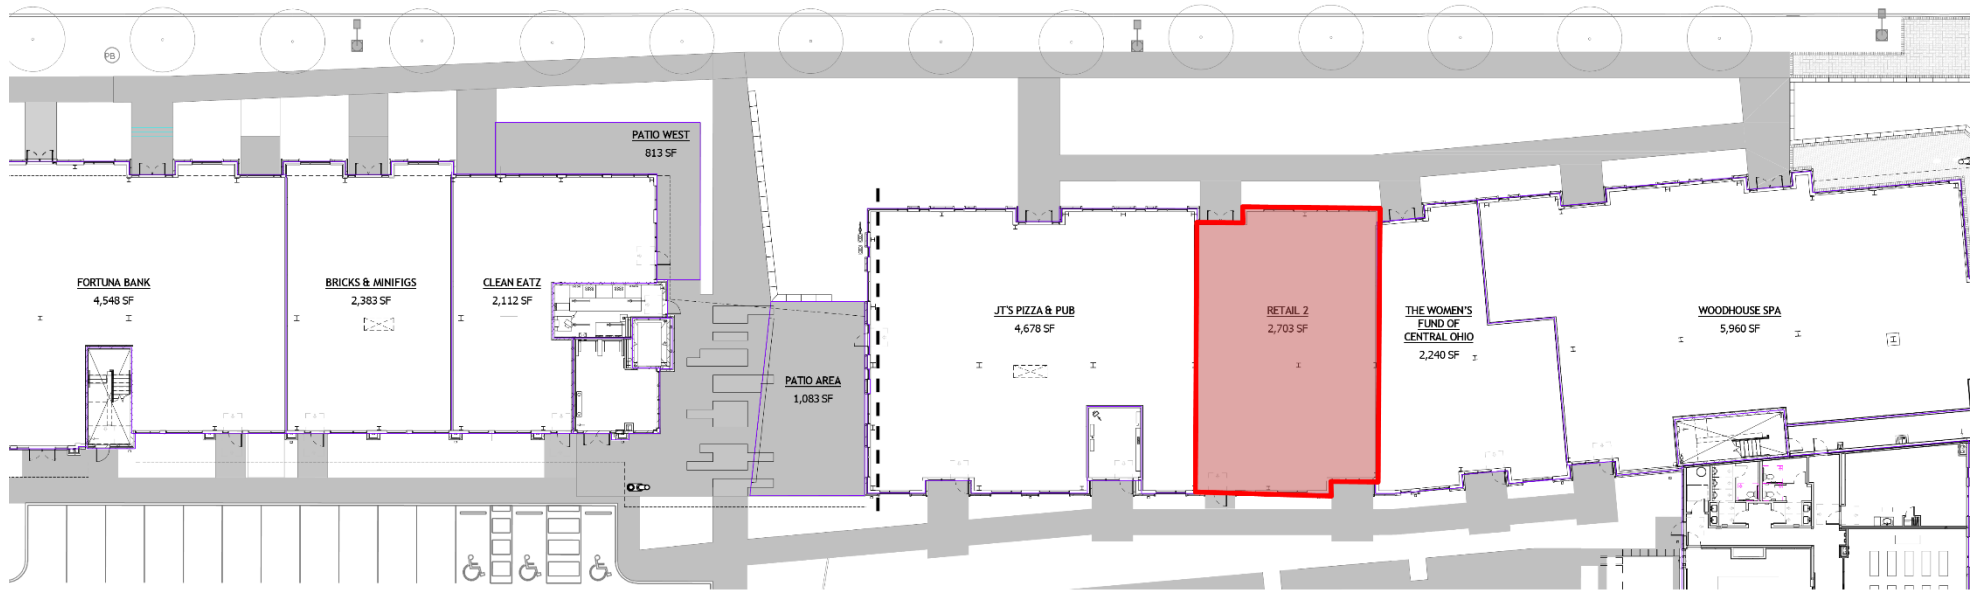 PB
PATIO WEST
813 SF
FORTUNA BANK
4,548 SF
BRICKS & MINIFIGS
2,383 SF
CLEAN EATZ
2,112 SF
PATIO AREA
1,083 SF
JT'S PIZZA & PUB
4,678 SF
RETAIL 2
2,703 SF
THE WOMEN'S
FUND OF
CENTRAL OHIO
2,240 SF
WOODHOUSE SPA
5,960 SF